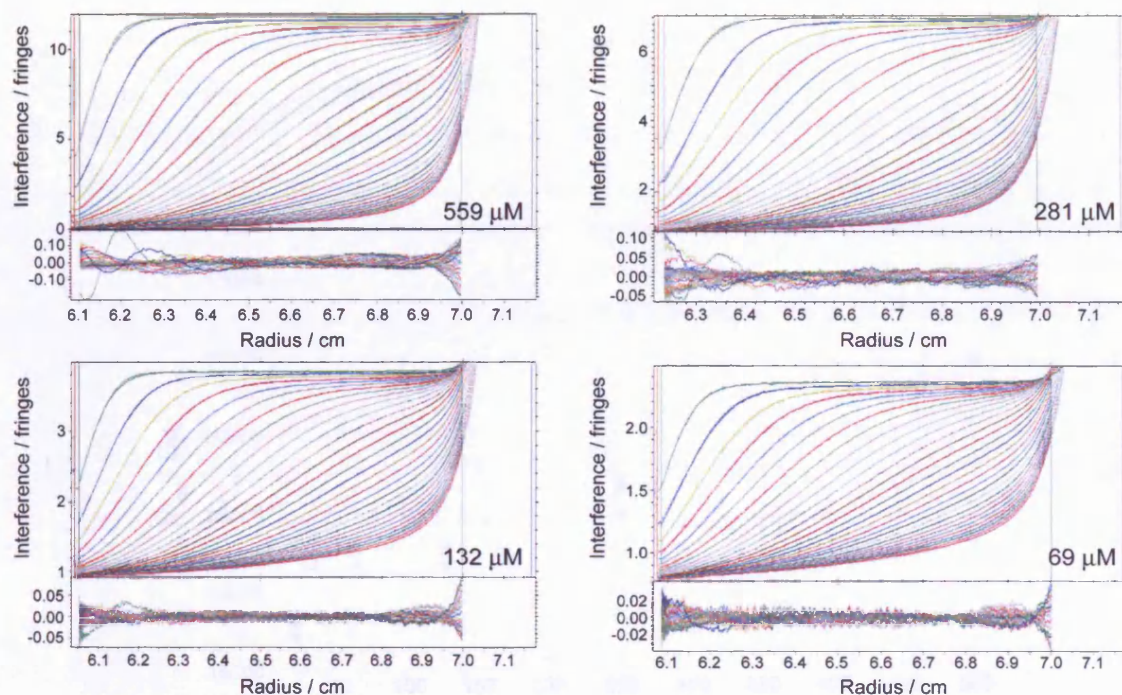 Interference / fringes
10
5
0
559 µM
0.10
0.00
-0.10
6.1 6.2 6.3 6.4 6.5 6.6 6.7 6.8 6.9 7.0 7.1
Radius / cm
Interference / fringes
6
4
2
281 µM
0.10
0.05
0.00
-0.05
6.3 6.4 6.5 6.6 6.7 6.8 6.9 7.0 7.1
Radius / cm
Interference / fringes
3
2
1
132 µM
0.05
0.00
-0.05
6.1 6.2 6.3 6.4 6.5 6.6 6.7 6.8 6.9 7.0 7.1
Radius / cm
Interference / fringes
2.0
1.5
1.0
69 µM
0.02
0.00
-0.02
6.1 6.2 6.3 6.4 6.5 6.6 6.7 6.8 6.9 7.0 7.1
Radius / cm